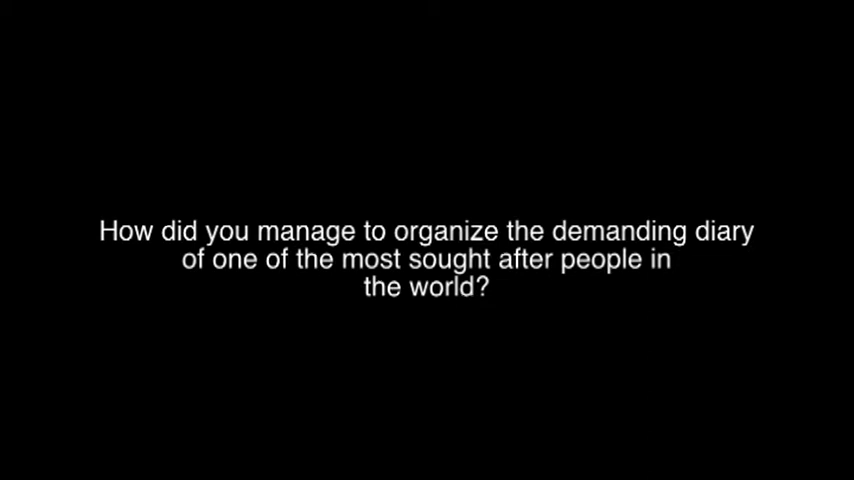 How did you manage to organize the demanding diary
of one of the most sought after people in
the world?